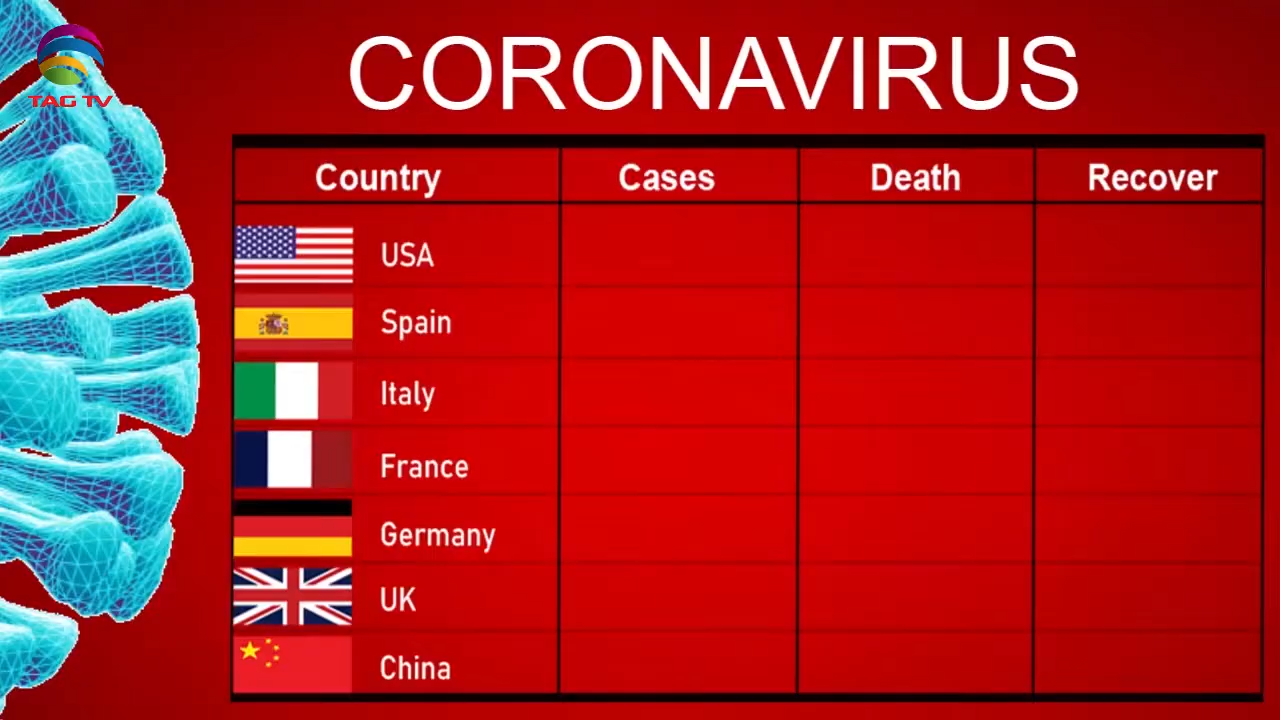 TAG TV
CORONAVIRUS
Country Cases Death Recover
USA
Spain
Italy
France
Germany
UK
China